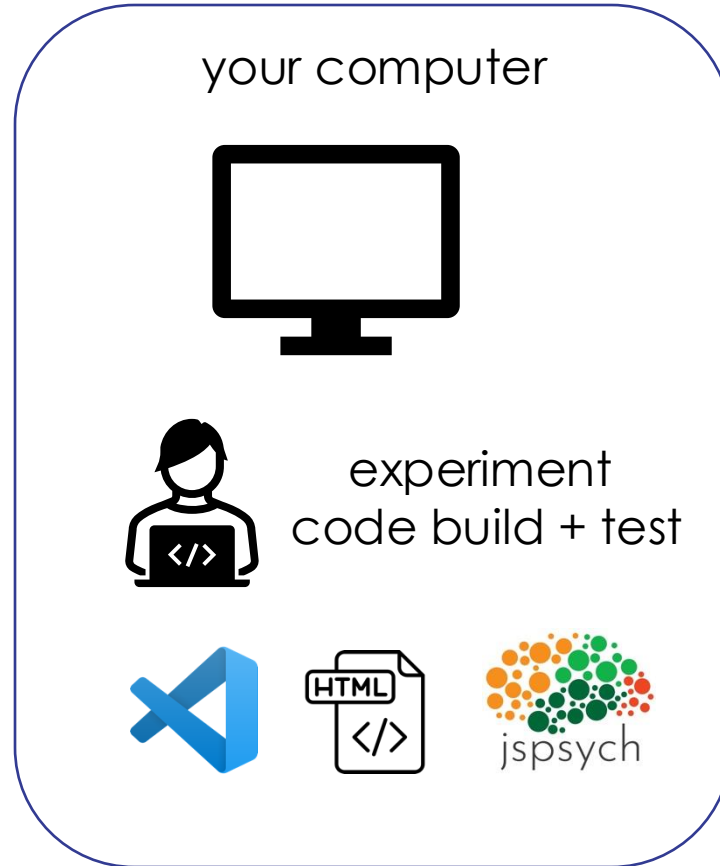 your computer
experiment
code build + test
</>
HTML
</>
jspsych